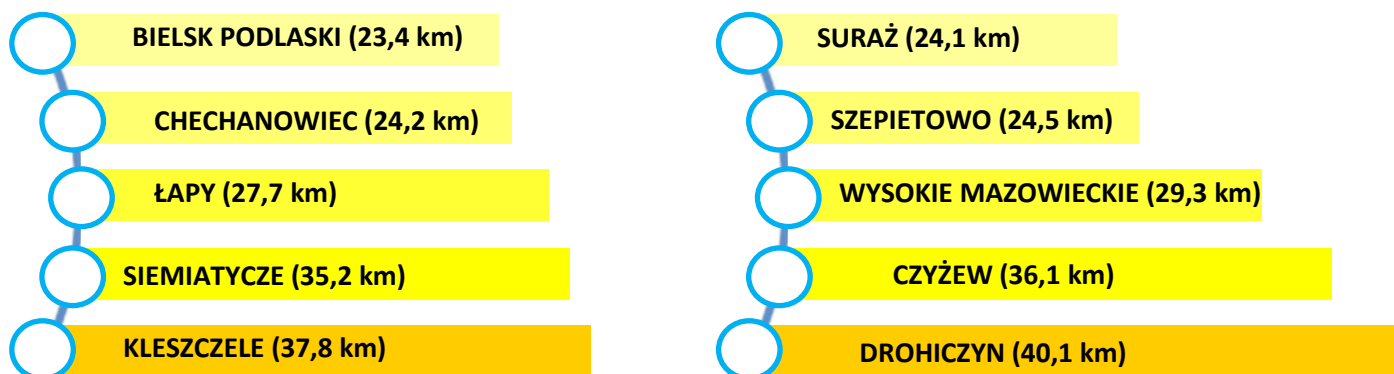 BIELSK PODLASKI (23,4 km)
CHECHANOWIEC (24,2 km)
ŁAPY (27,7 km)
SIEMIATYCZE (35,2 km)
KLESZCZELE (37,8 km)
SURAŻ (24,1 km)
SZEPIETOWO (24,5 km)
WYSOKIE MAZOWIECKIE (29,3 km)
CZYŻEW (36,1 km)
DROHICZYN (40,1 km)